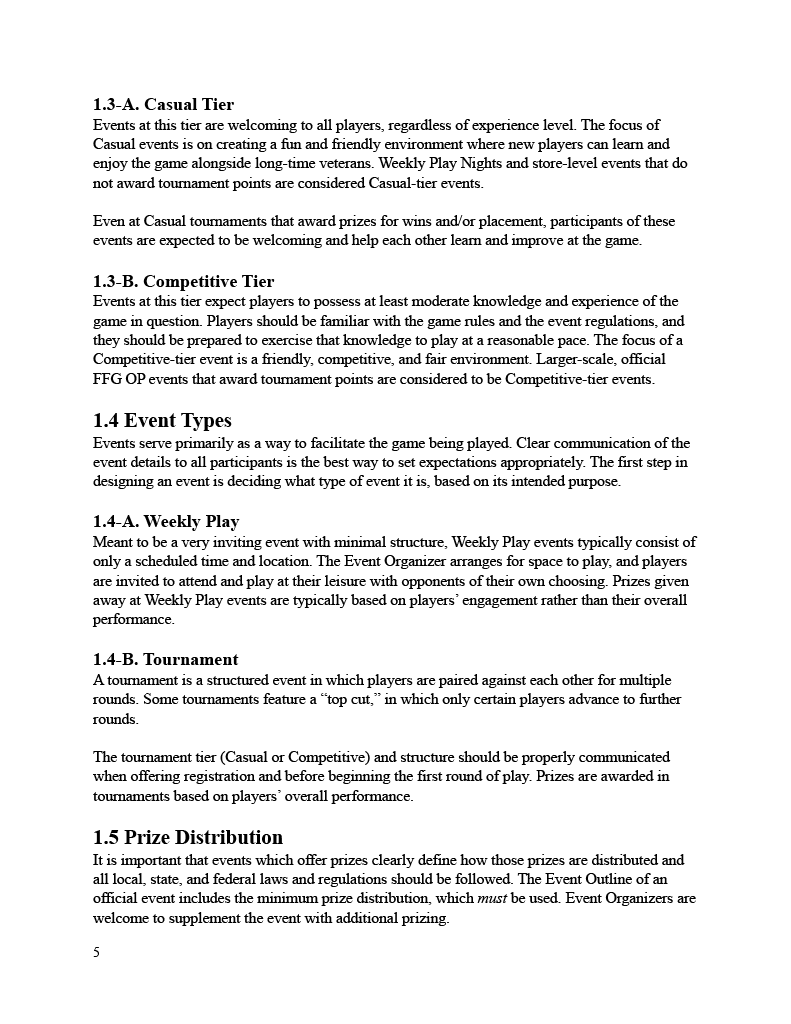 1.3-A. Casual Tier
Events at this tier are welcoming to all players, regardless of experience level. The focus of
Casual events is on creating a fun and friendly environment where new players can learn and
enjoy the game alongside long-time veterans. Weekly Play Nights and store-level events that do
not award tournament points are considered Casual-tier events.
Even at Casual tournaments that award prizes for wins and/or placement, participants of these
events are expected to be welcoming and help each other learn and improve at the game.
1.3-B. Competitive Tier
Events at this tier expect players to possess at least moderate knowledge and experience of the
game in question. Players should be familiar with the game rules and the event regulations, and
they should be prepared to exercise that knowledge to play at a reasonable pace. The focus of a
Competitive-tier event is a friendly, competitive, and fair environment. Larger-scale, official
FFG OP events that award tournament points are considered to be Competitive-tier events.
1.4 Event Types
Events serve primarily as a way to facilitate the game being played. Clear communication of the
event details to all participants is the best way to set expectations appropriately. The first step in
designing an event is deciding what type of event it is, based on its intended purpose.
1.4-A. Weekly Play
Meant to be a very inviting event with minimal structure, Weekly Play events typically consist of
only a scheduled time and location. The Event Organizer arranges for space to play, and players
are invited to attend and play at their leisure with opponents of their own choosing. Prizes given
away at Weekly Play events are typically based on players’ engagement rather than their overall
performance.
1.4-B. Tournament
A tournament is a structured event in which players are paired against each other for multiple
rounds. Some tournaments feature a “top cut,” in which only certain players advance to further
rounds.
The tournament tier (Casual or Competitive) and structure should be properly communicated
when offering registration and before beginning the first round of play. Prizes are awarded in
tournaments based on players’ overall performance.
1.5 Prize Distribution
It is important that events which offer prizes clearly define how those prizes are distributed and
all local, state, and federal laws and regulations should be followed. The Event Outline of an
official event includes the minimum prize distribution, which must be used. Event Organizers are
welcome to supplement the event with additional prizing.
5